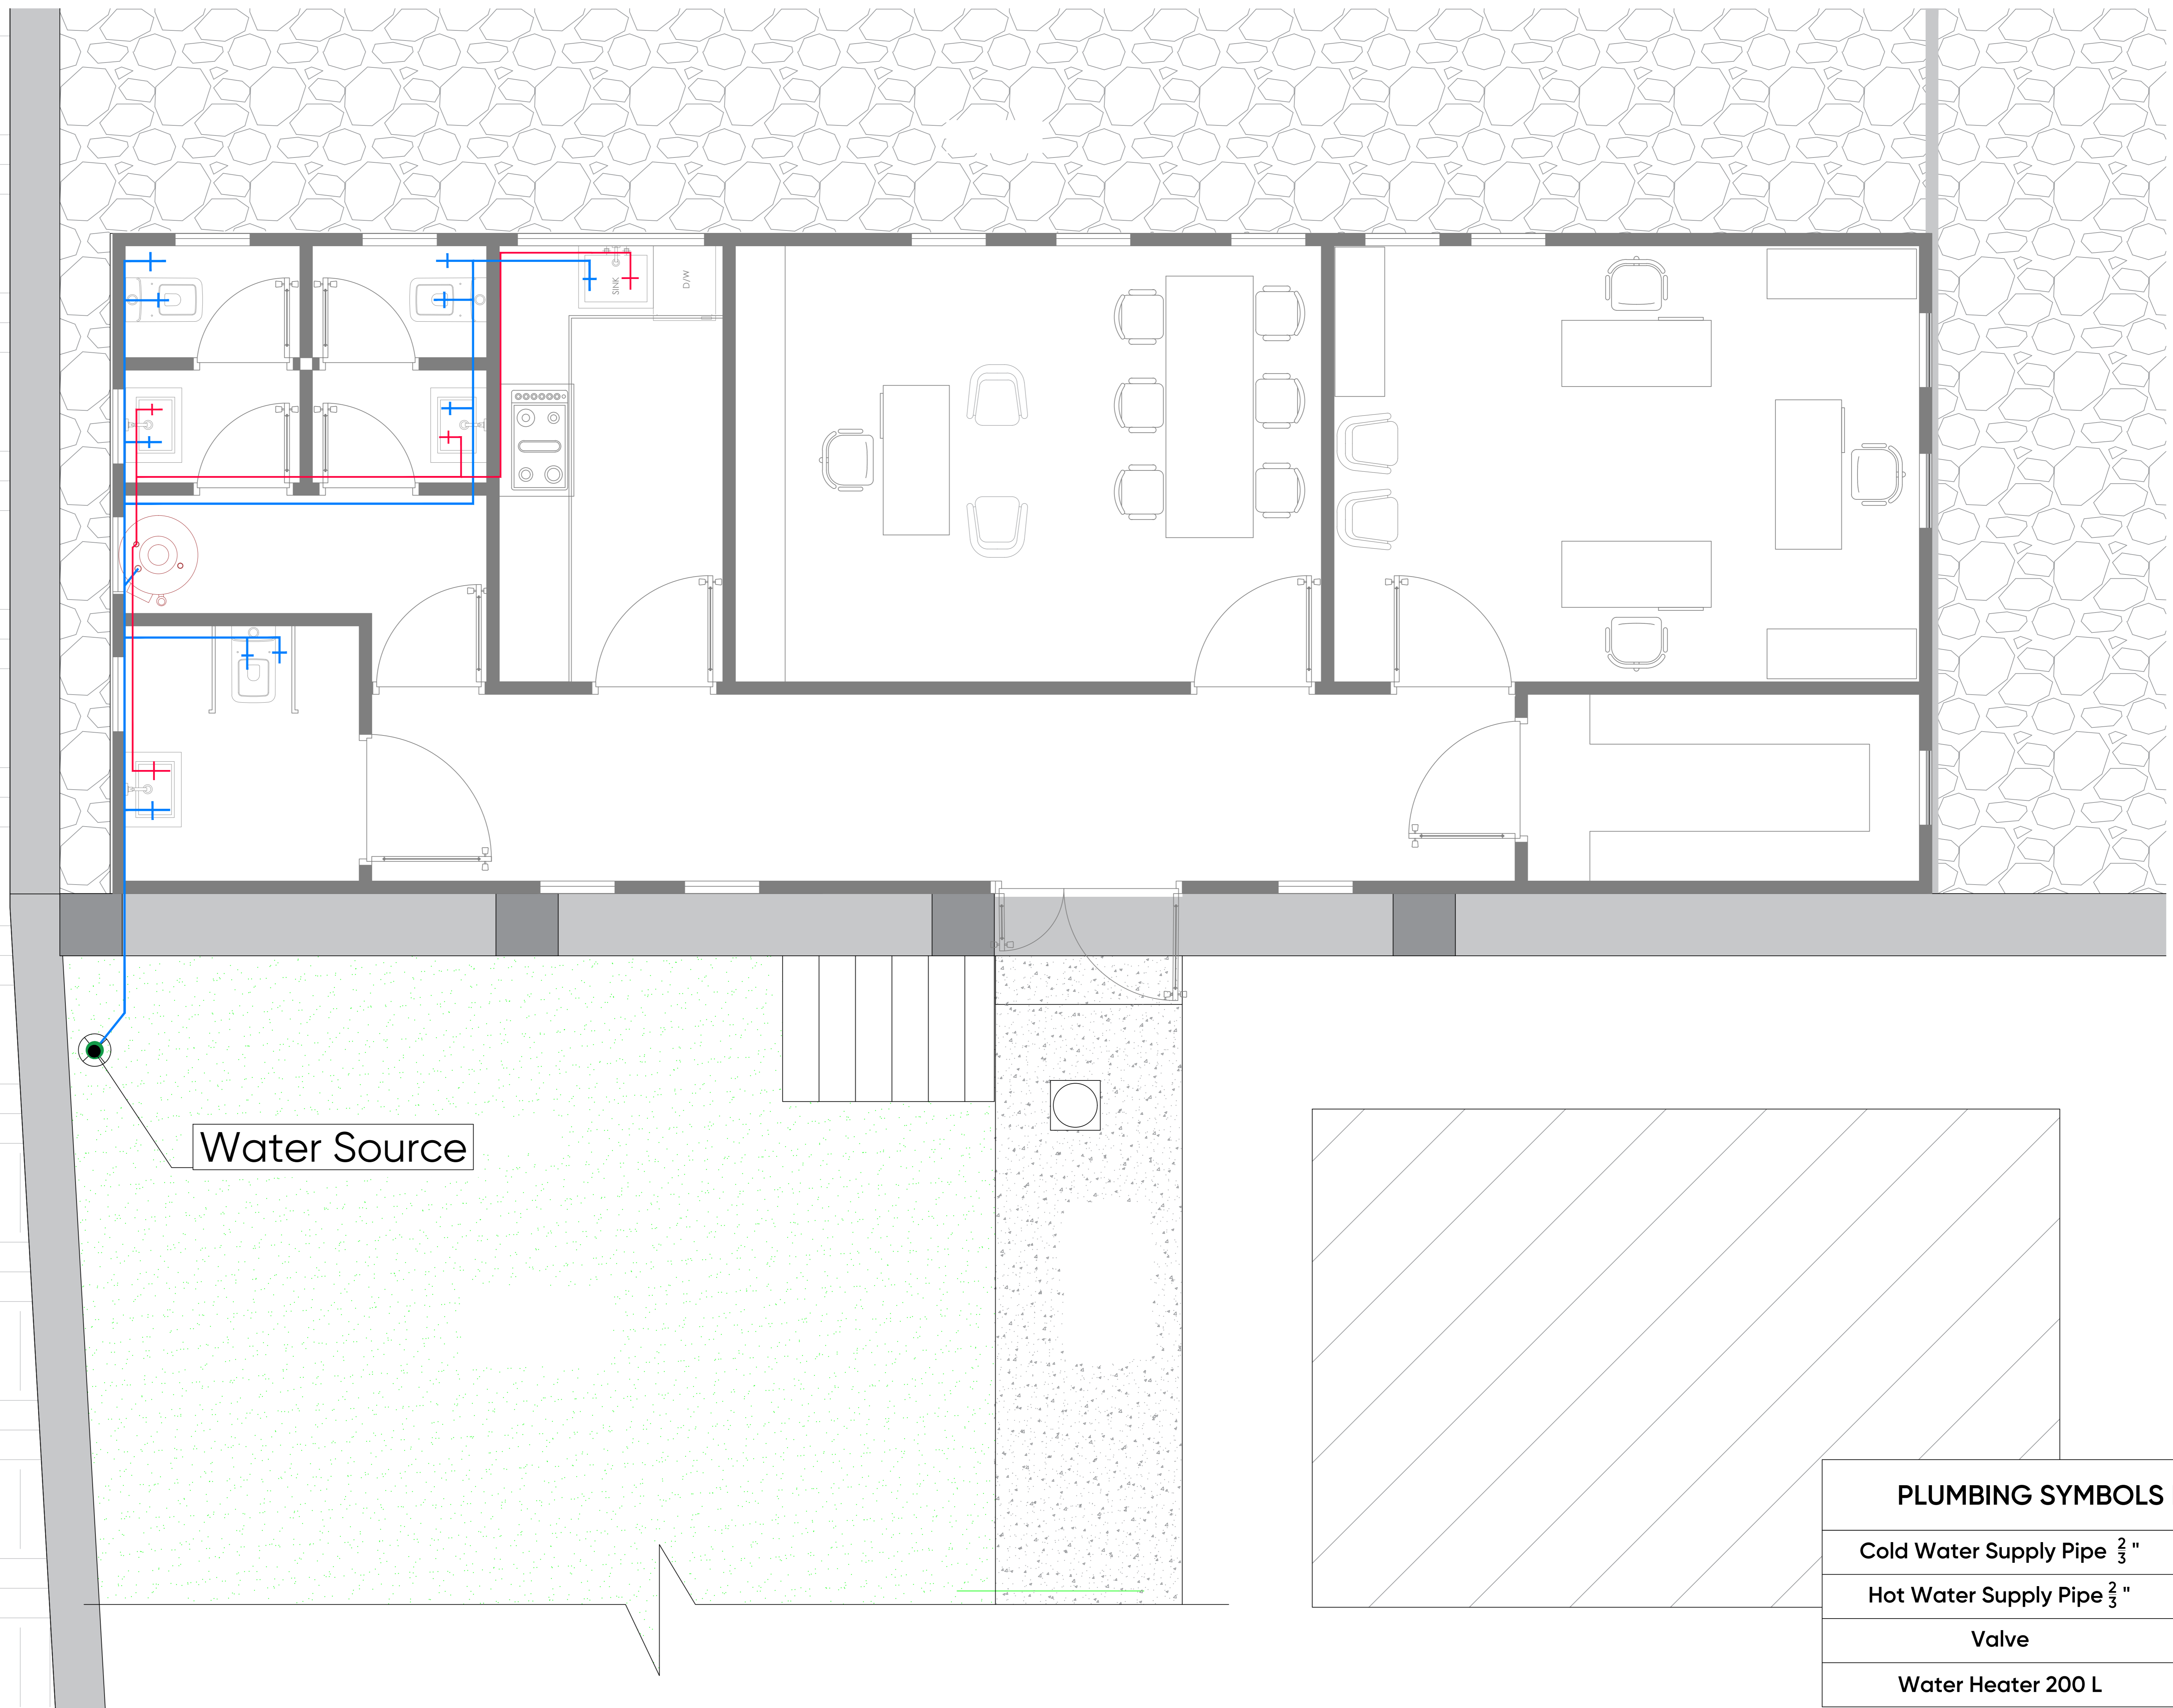 SINK
D/W
Water Source
PLUMBING SYMBOLS
Cold Water Supply Pipe 2/3 "
Hot Water Supply Pipe 2/3 "
Valve
Water Heater 200 L